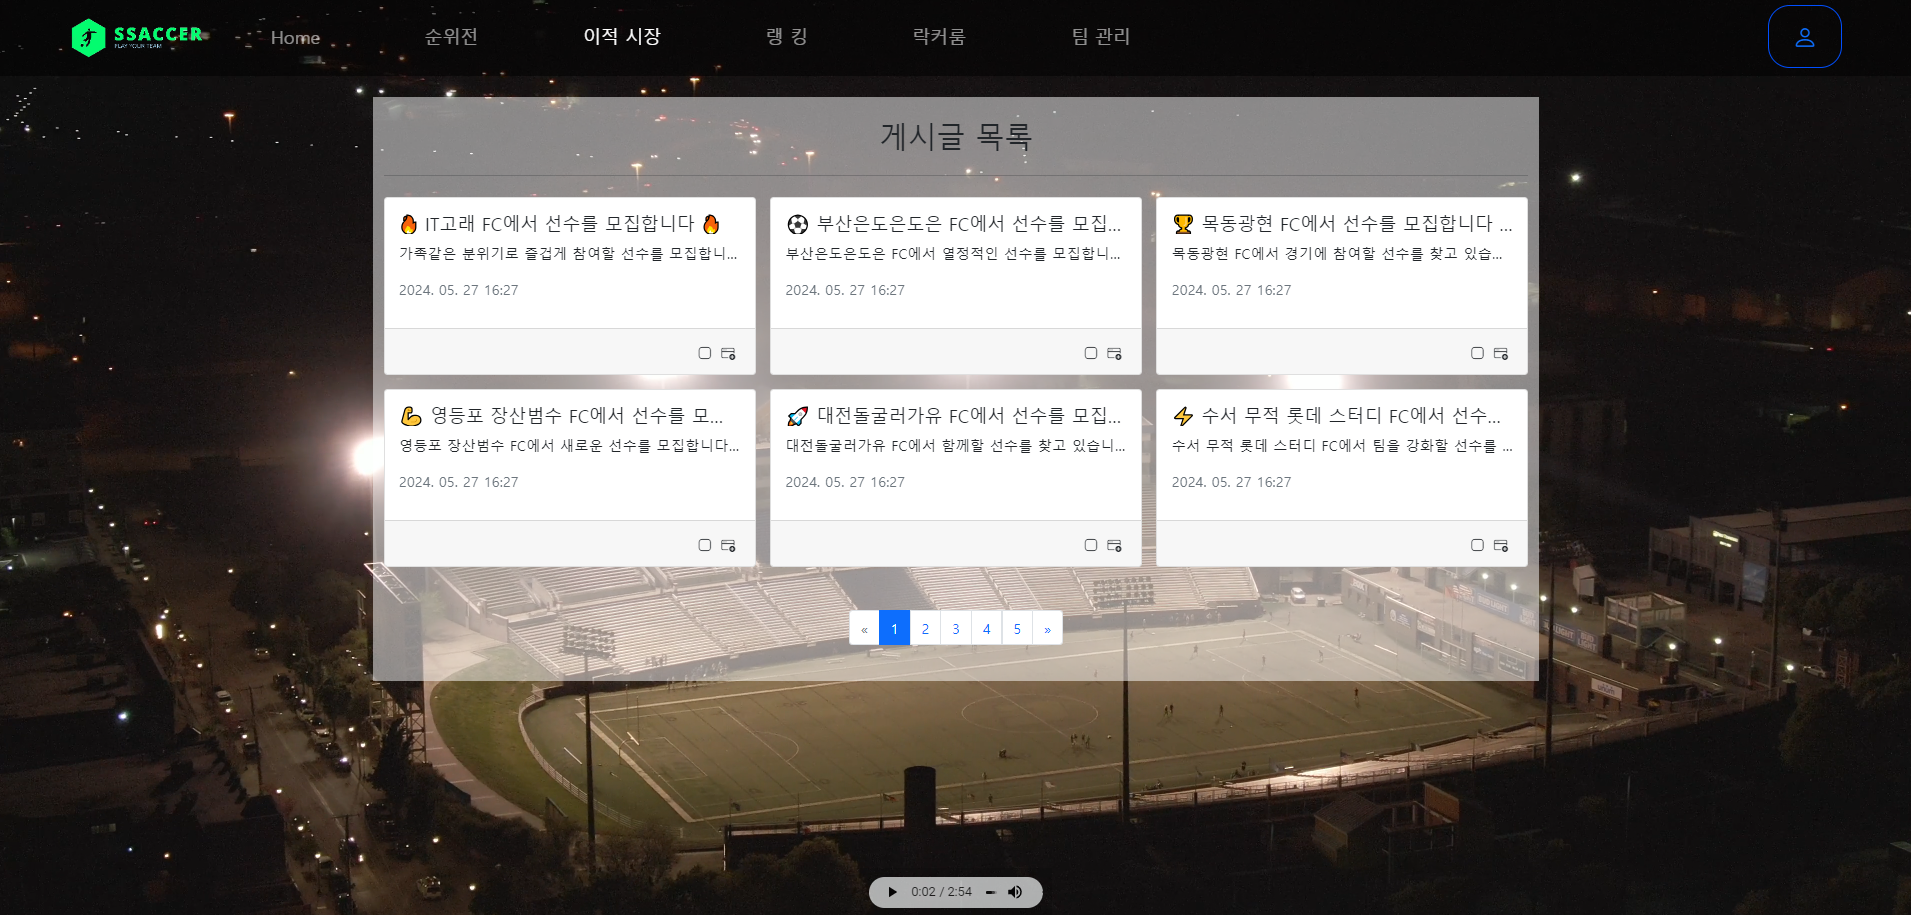 SSACCER
PLAY YOUR TEAM
Home
순위전
이적 시장
랭 킹
락커룸
팀 관리
게시글 목록
🔥 IT고래 FC에서 선수를 모집합니다 🔥
가족같은 분위기로 즐겁게 참여할 선수를 모집합니...
2024. 05. 27 16:27
⚽ 부산은도은도은 FC에서 선수를 모집...
부산은도은도은 FC에서 열정적인 선수를 모집합니...
2024. 05. 27 16:27
🏆 목동광현 FC에서 선수를 모집합니다 ...
목동광현 FC에서 경기에 참여할 선수를 찾고 있습...
2024. 05. 27 16:27
💪 영등포 장산범수 FC에서 선수를 모...
영등포 장산범수 FC에서 새로운 선수를 모집합니다...
2024. 05. 27 16:27
🚀 대전돌굴러가유 FC에서 선수를 모집...
대전돌굴러가유 FC에서 함께할 선수를 찾고 있습니...
2024. 05. 27 16:27
⚡ 수서 무적 롯데 스터디 FC에서 선수...
수서 무적 롯데 스터디 FC에서 팀을 강화할 선수를 ...
2024. 05. 27 16:27
« 1 2 3 4 5 »
0:02 / 2:54